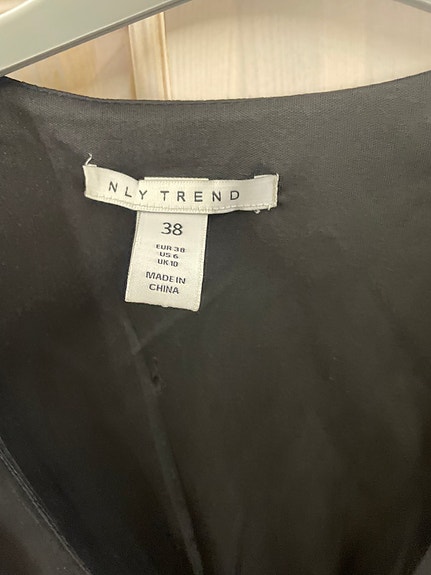 NLY TREND
38
EUR 38
US 6
UK 10
MADE IN
CHINA